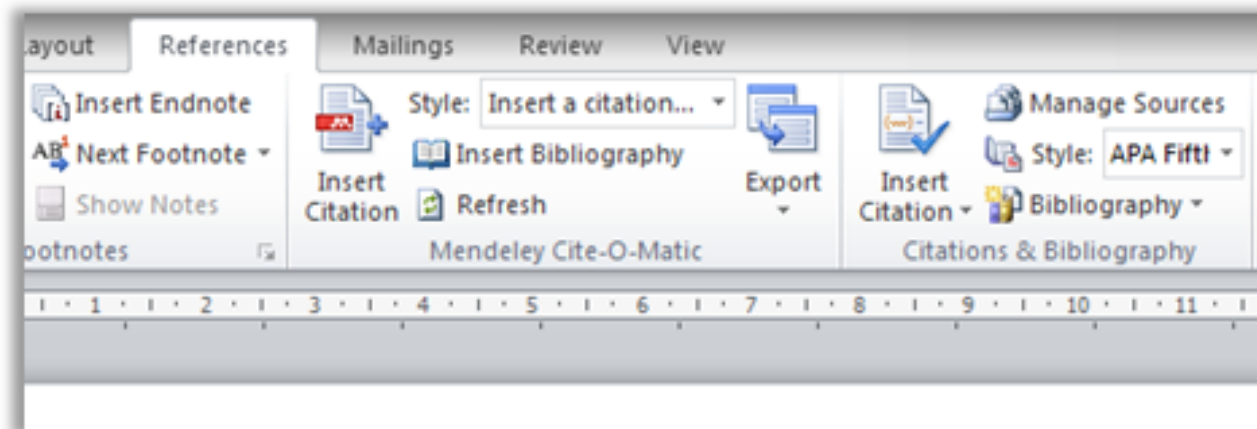 ayout References Mailings Review View
Insert Endnote
AB Next Footnote
Show Notes
ootnotes
Insert Citation
Style: Insert a citation...
Insert Bibliography
Refresh
Export
Mendeley Cite-O-Matic
Insert Citation
Manage Sources
Style: APA Fifth
Bibliography
Citations & Bibliography
1 2 3 4 5 6 7 8 9 10 11